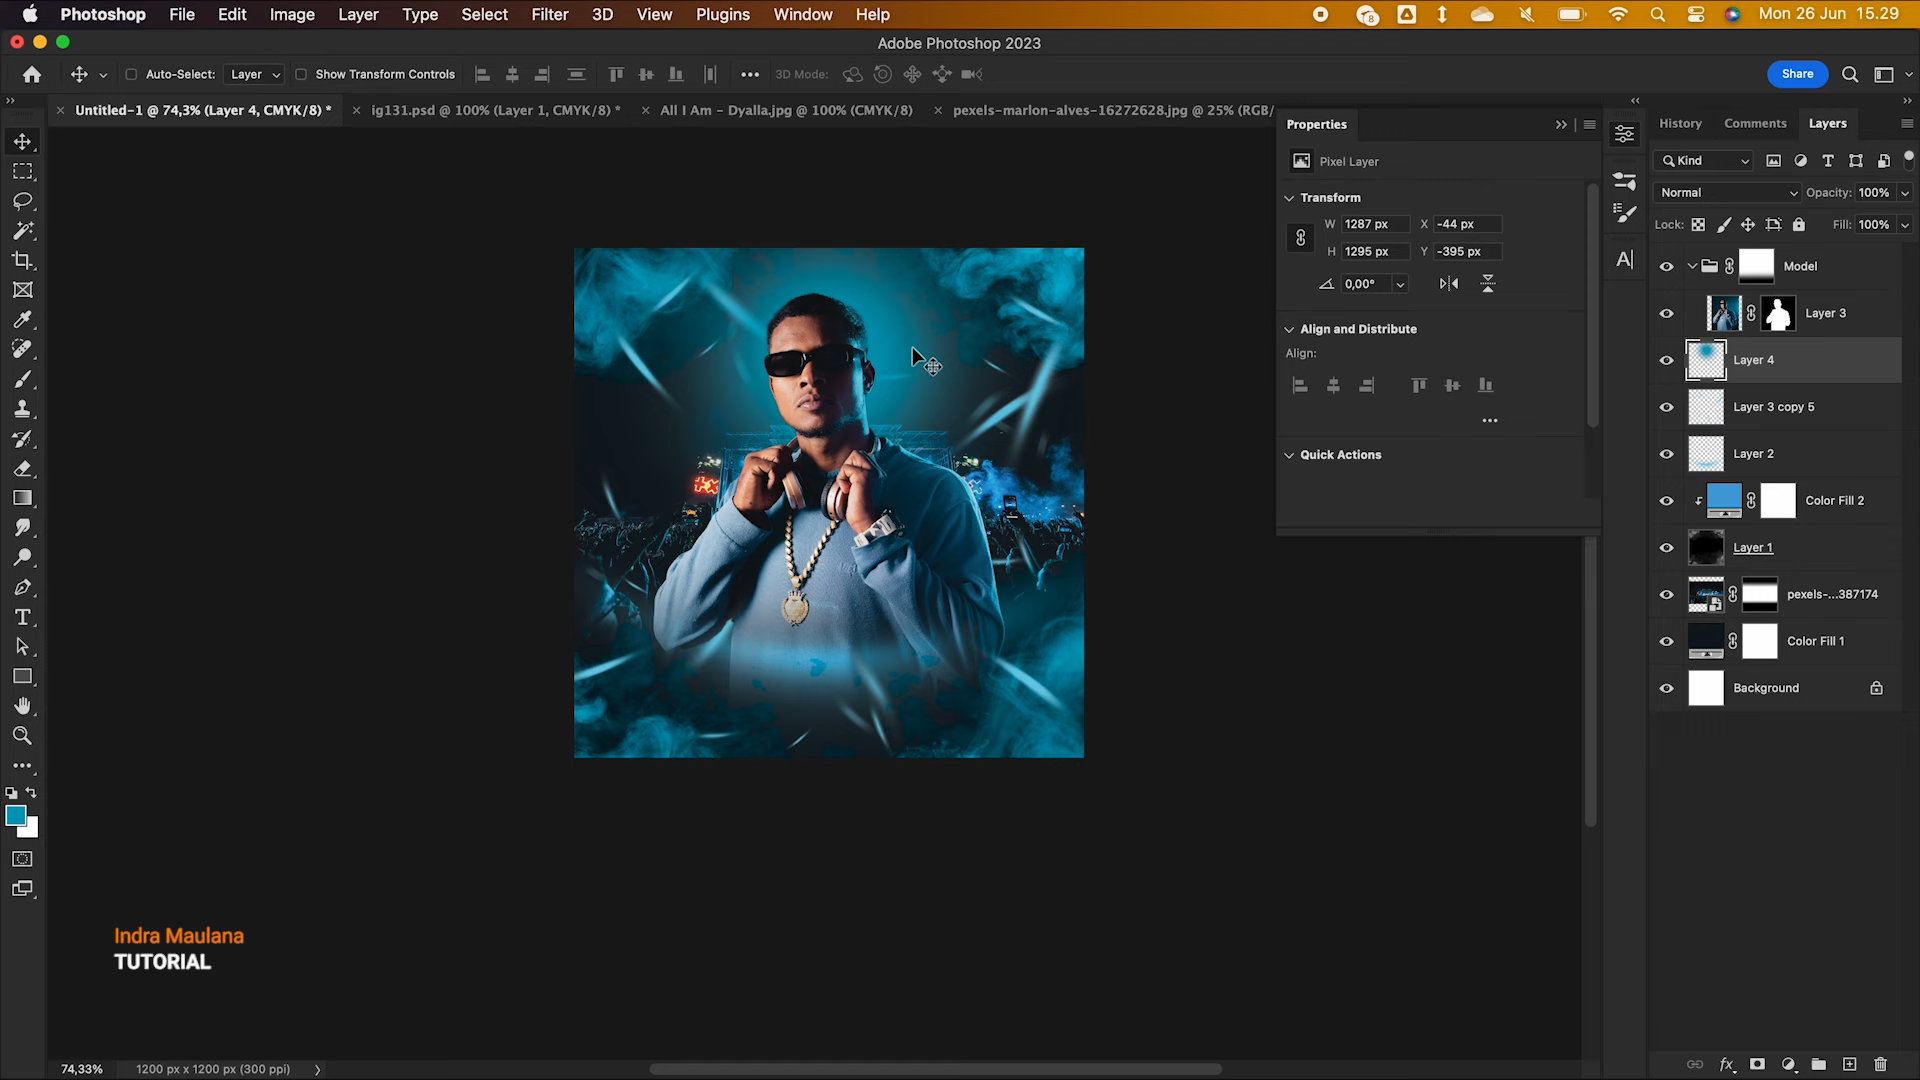 Photoshop File Edit Image Layer Type Select Filter 3D View Plugins Window Help 8 Mon 26 Jun 15.29
Adobe Photoshop 2023
Auto-Select: Layer Show Transform Controls 3D Mode: Share
Untitled-1 @ 74,3% (Layer 4, CMYK/8) * ig131.psd @ 100% (Layer 1, CMYK/8) * All I Am – Dyalla.jpg @ 100% (CMYK/8) pexels-marlon-alves-16272628.jpg @ 25% (RGB/
Properties
Pixel Layer
Transform
W 1287 px X -44 px
H 1295 px Y -395 px
0,00°
Align and Distribute
Align:
Quick Actions
History Comments Layers
Kind
Normal Opacity: 100%
Lock: Fill: 100%
Model
Layer 3
Layer 4
Layer 3 copy 5
Layer 2
Color Fill 2
Layer 1
pexels-...387174
Color Fill 1
Background
Indra Maulana
TUTORIAL
74,33% 1200 px x 1200 px (300 ppi)